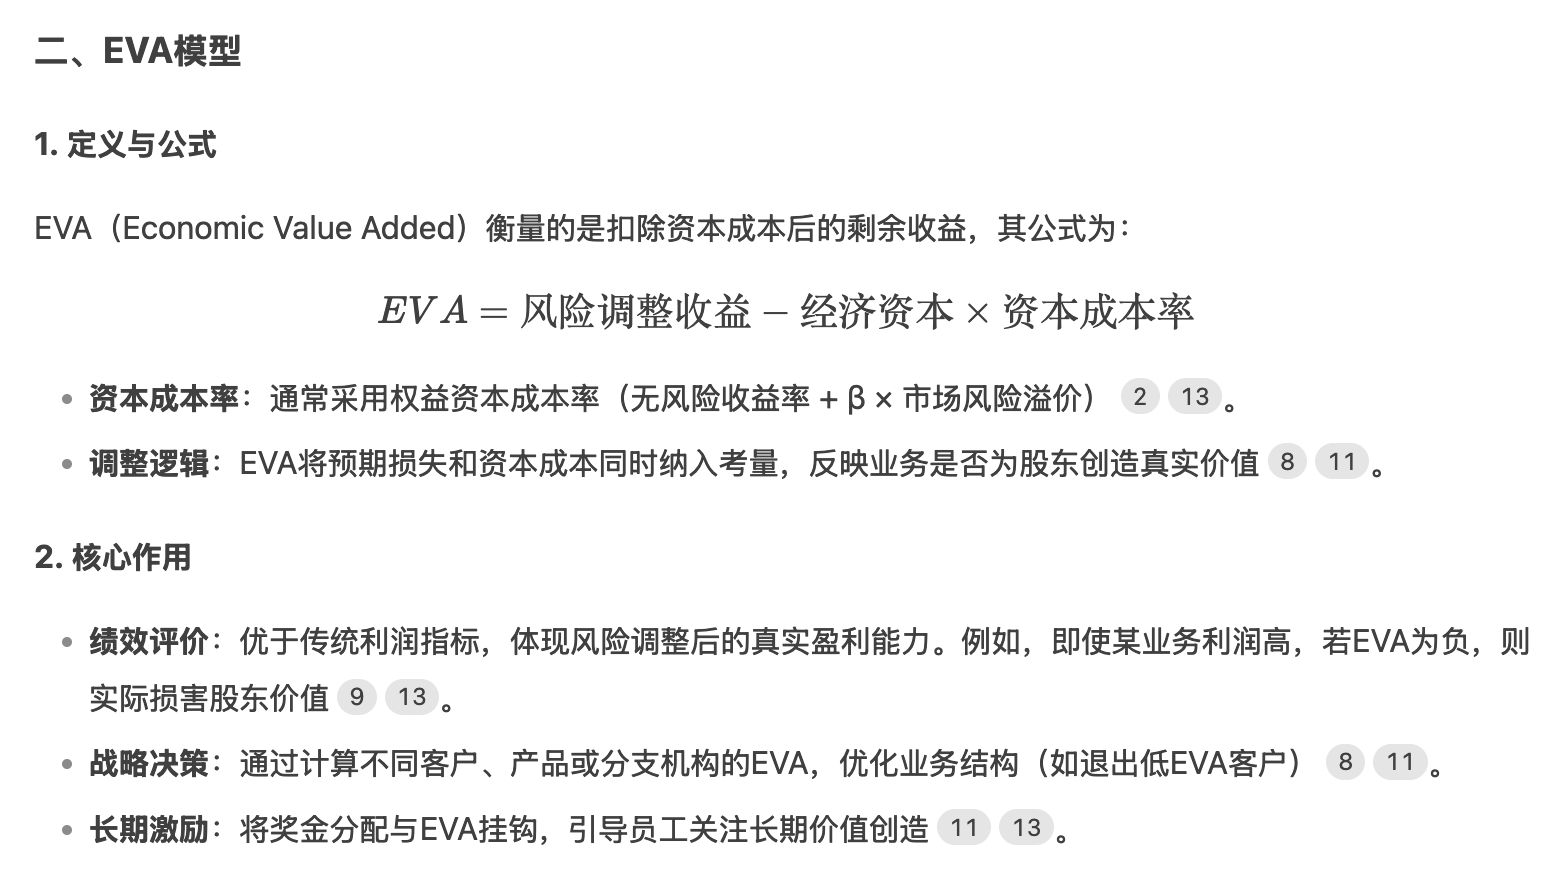 二、EVA模型
1. 定义与公式
EVA（Economic Value Added）衡量的是扣除资本成本后的剩余收益，其公式为：
EVA = 风险调整收益 − 经济资本 × 资本成本率
• 资本成本率：通常采用权益资本成本率（无风险收益率 + β × 市场风险溢价） 2 13 。
• 调整逻辑：EVA将预期损失和资本成本同时纳入考量，反映业务是否为股东创造真实价值 8 11 。
2. 核心作用
• 绩效评价：优于传统利润指标，体现风险调整后的真实盈利能力。例如，即使某业务利润高，若EVA为负，则
实际损害股东价值 9 13 。
• 战略决策：通过计算不同客户、产品或分支机构的EVA，优化业务结构（如退出低EVA客户） 8 11 。
• 长期激励：将奖金分配与EVA挂钩，引导员工关注长期价值创造 11 13 。